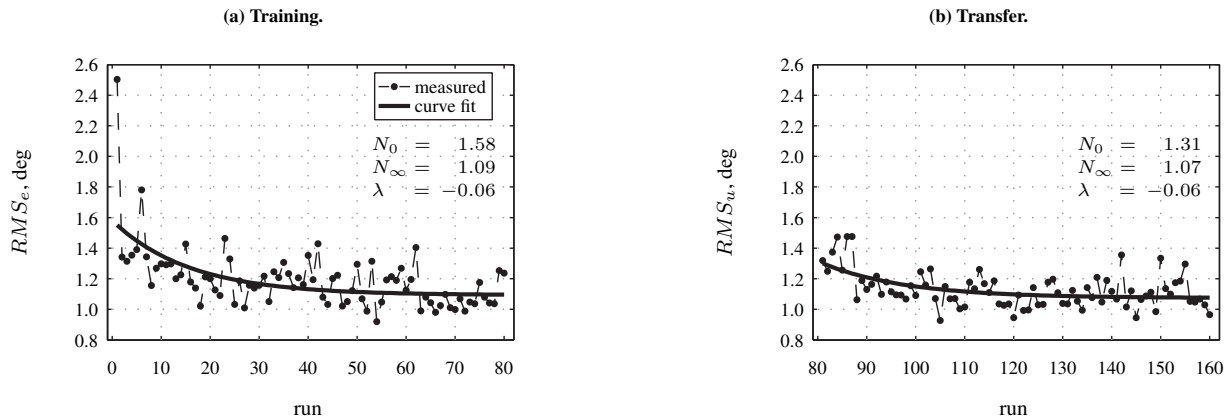 (a) Training.
2.6
2.4
2.2
2.0
1.8
1.6
1.4
1.2
1.0
0.8
RMS_e, deg
measured
curve fit
N_0 = 1.58
N_∞ = 1.09
λ = −0.06
0 10 20 30 40 50 60 70 80
run
(b) Transfer.
2.6
2.4
2.2
2.0
1.8
1.6
1.4
1.2
1.0
0.8
RMS_u, deg
N_0 = 1.31
N_∞ = 1.07
λ = −0.06
80 90 100 110 120 130 140 150 160
run